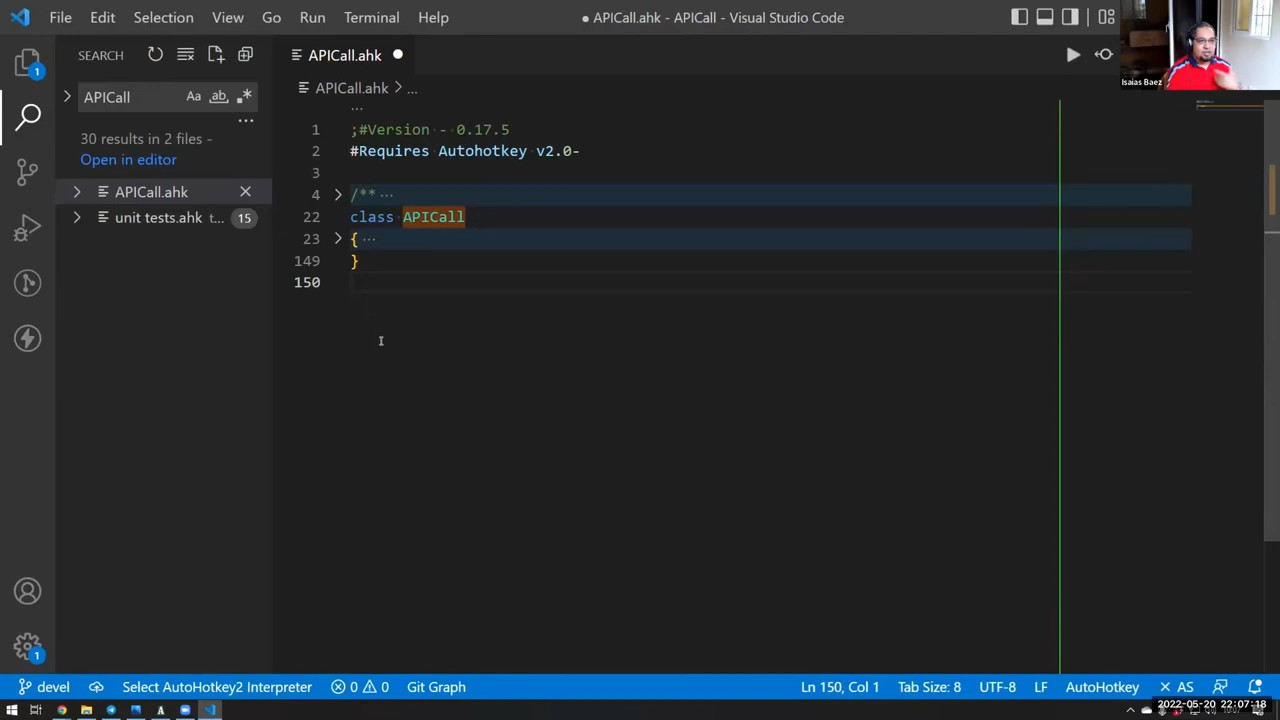 File Edit Selection View Go Run Terminal Help
● APICall.ahk - APICall - Visual Studio Code
Isaias Baez
SEARCH
APICall
Aa ab .*
30 results in 2 files -
Open in editor
APICall.ahk
unit tests.ahk t... 15
1
1
APICall.ahk
APICall.ahk > ...
...
1 ;#Version - 0.17.5
2 #Requires Autohotkey v2.0-
3
4 /** ...
22 class APICall
23 { ...
149 }
150
devel
Select AutoHotkey2 Interpreter
0 0
Git Graph
Ln 150, Col 1
Tab Size: 8
UTF-8
LF
AutoHotkey
AS
2022-05-20 22:07:18